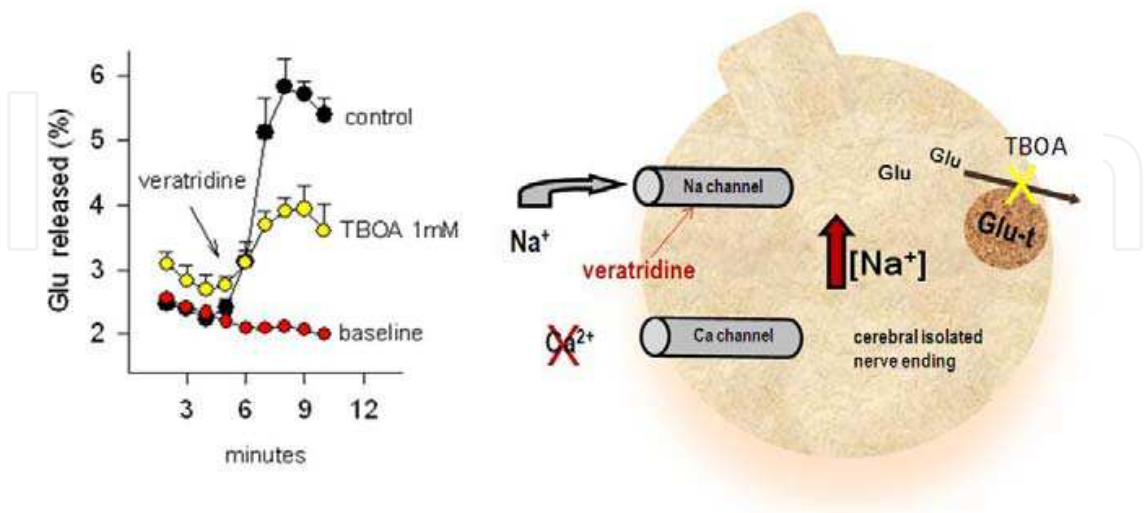 Glu released (%)
6
5
4
3
2
3 6 9 12
minutes
veratridine
control
TBOA 1mM
baseline
Na⁺
Na channel
veratridine
[Na⁺]
Glu
Glu
TBOA
Glu-t
Ca²⁺
Ca channel
cerebral isolated
nerve ending